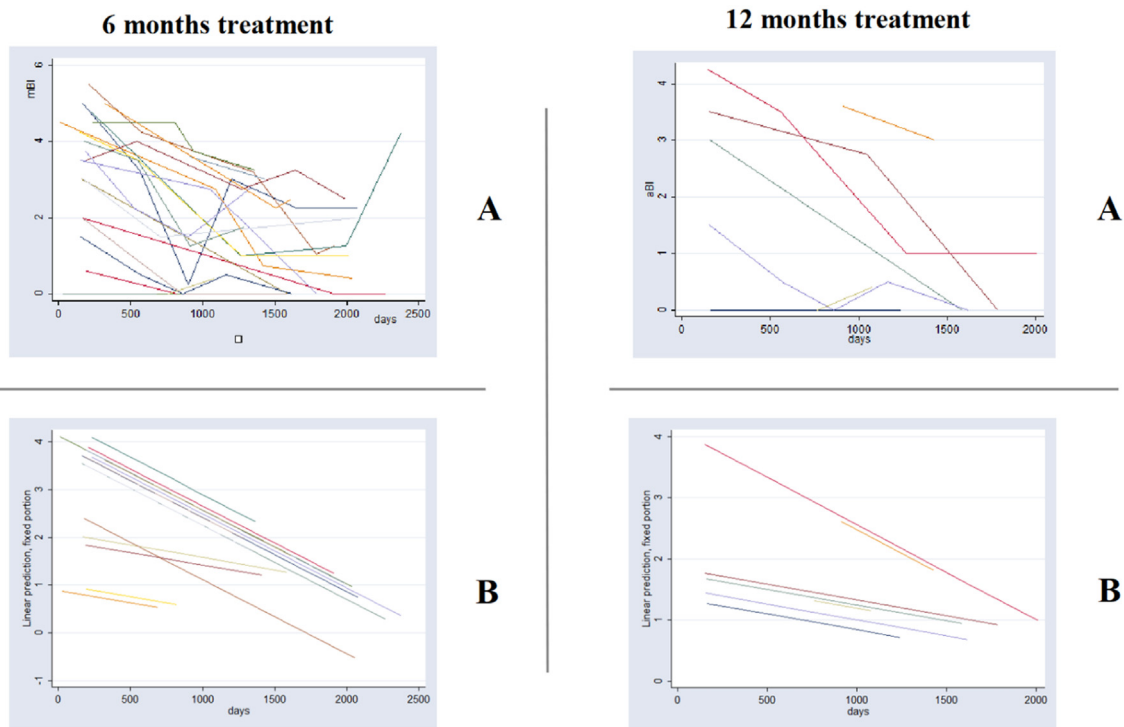 6 months treatment
12 months treatment
mBI
6
4
2
0
0 500 1000 1500 2000 2500
days
A
aBI
4
3
2
1
0
0 500 1000 1500 2000
days
A
Linear prediction, fixed portion
4
3
2
1
0
-1
0 500 1000 1500 2000 2500
days
B
Linear prediction, fixed portion
4
3
2
1
0
0 500 1000 1500 2000
days
B